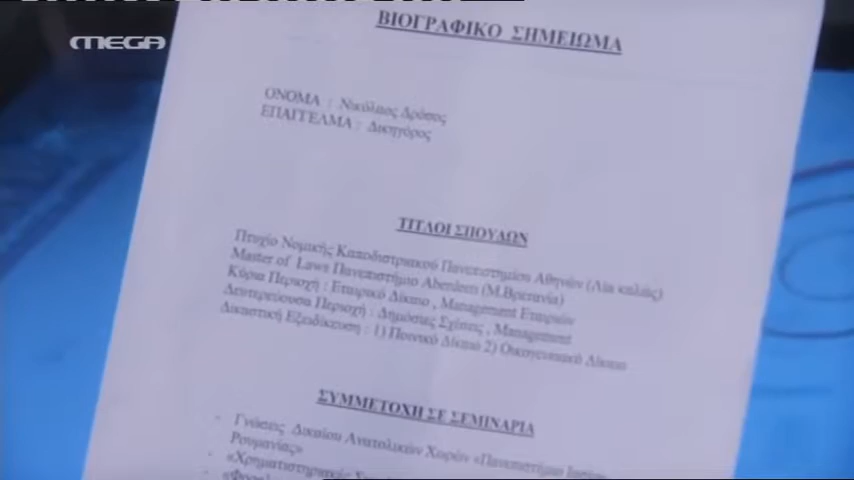 MEGA
ΒΙΟΓΡΑΦΙΚΟ ΣΗΜΕΙΩΜΑ
ΟΝΟΜΑ : Νικόλαος Δρόσος
ΕΠΑΓΓΕΛΜΑ : Δικηγόρος
ΤΙΤΛΟΙ ΣΠΟΥΔΩΝ
Πτυχίο Νομικής Καποδιστριακού Πανεπιστημίου Αθηνών (Λία καλώς)
Master of Laws Πανεπιστήμιο Aberdeen (Μ.Βρετανία)
Κύρια Περιοχή : Εταιρικό Δίκαιο , Management Εταιριών
Δευτερεύουσα Περιοχή : Δημόσιες Σχέσεις , Management
Δικαστική Εξειδίκευση : 1) Ποινικό Δίκαιο 2) Οικογενειακό Δίκαιο
ΣΥΜΜΕΤΟΧΗ ΣΕ ΣΕΜΙΝΑΡΙΑ
- Γνώσεις Δικαίου Ανατολικών Χωρών «Πανεπιστήμιο
Ρουμανίας»
- «Χρηματιστηριακές